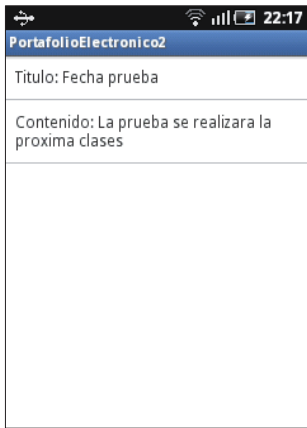 22:17
PortafolioElectronico2
Titulo: Fecha prueba
Contenido: La prueba se realizara la
proxima clases